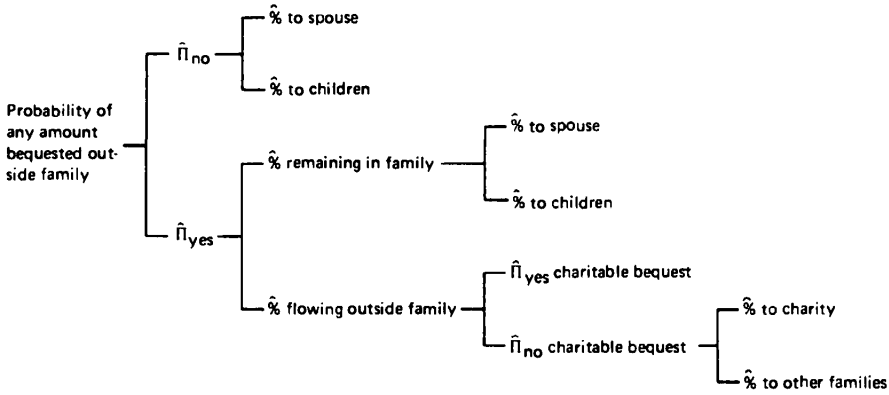 Probability of
any amount
bequested out-
side family
Π̂no
%̂ to spouse
%̂ to children
Π̂yes
%̂ remaining in family
%̂ to spouse
%̂ to children
%̂ flowing outside family
Π̂yes charitable bequest
Π̂no charitable bequest
%̂ to charity
%̂ to other families